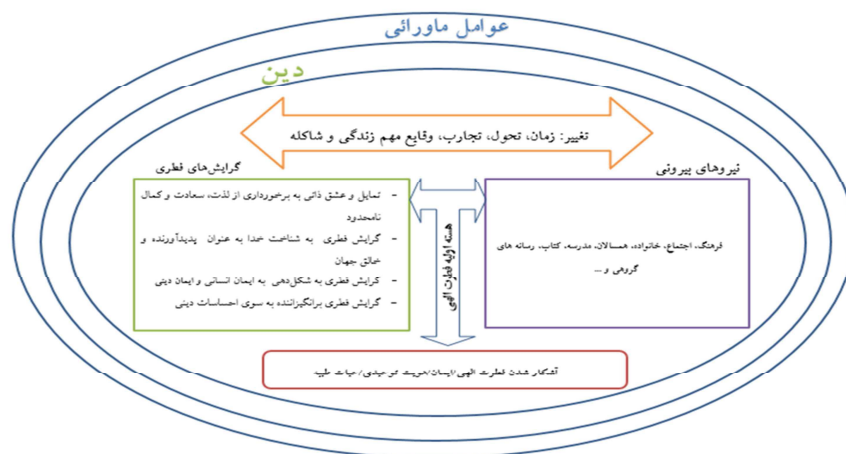 عوامل ماورائی
دین
تغییر: زمان، تحول، تجارب، وقایع مهم زندگی و شاکله
گرایش‌های فطری
نیروهای بیرونی
- تمایل و عشق ذاتی به برخورداری از لذت، سعادت و کمال
نامحدود
- گرایش فطری به شناخت خدا به عنوان پدیدآورنده و
خالق جهان
- گرایش فطری به شکل‌دهی به ایمان انسانی و ایمان دینی
- گرایش فطری برانگیزاننده به سوی احساسات دینی
هسته اولیه فطرت الهی
فرهنگ، اجتماع، خانواده، همسالان، مدرسه، کتاب، رسانه های
گروهی و ...
آشکار شدن فطرت الهی/ایمان/هویت توحیدی/حیات طیبه